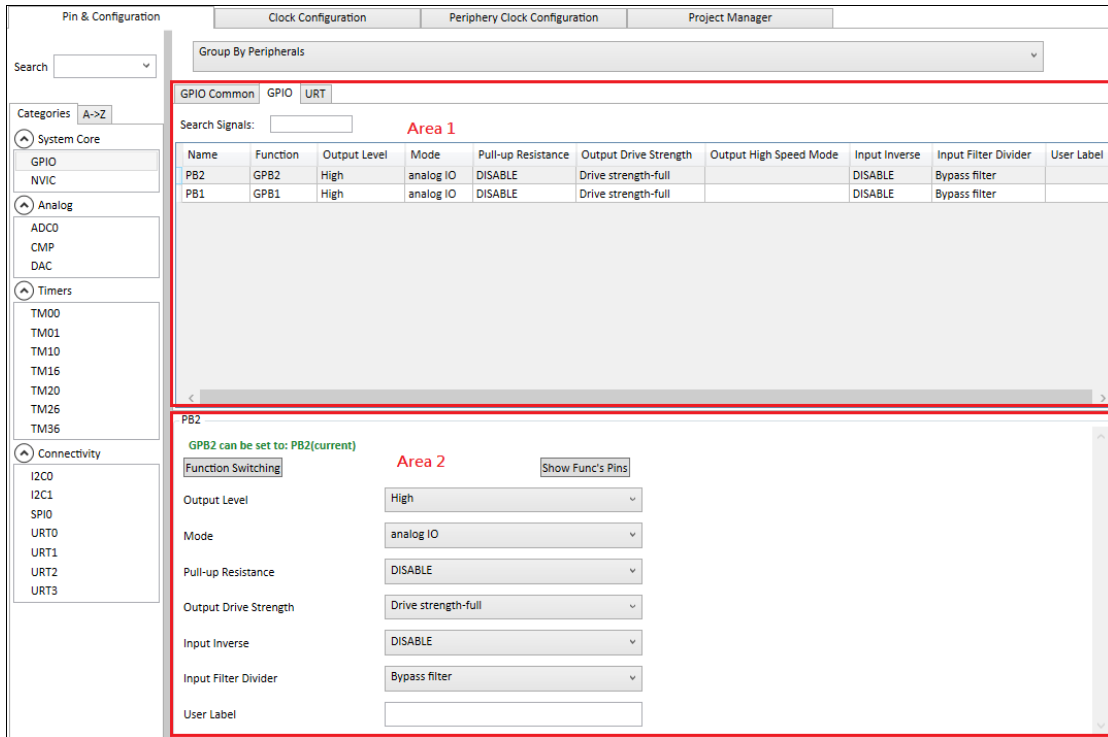 Pin & Configuration Clock Configuration Periphery Clock Configuration Project Manager
Group By Peripherals
Search
GPIO Common GPIO URT
Categories A->Z
Search Signals: Area 1
System Core
GPIO
NVIC
Analog
ADC0
CMP
DAC
Timers
TM00
TM01
TM10
TM16
TM20
TM26
TM36
Connectivity
I2C0
I2C1
SPI0
URT0
URT1
URT2
URT3
Name Function Output Level Mode Pull-up Resistance Output Drive Strength Output High Speed Mode Input Inverse Input Filter Divider User Label
PB2 GPB2 High analog IO DISABLE Drive strength-full DISABLE Bypass filter
PB1 GPB1 High analog IO DISABLE Drive strength-full DISABLE Bypass filter
PB2
GPB2 can be set to: PB2(current)
Area 2
Function Switching Show Func's Pins
Output Level High
Mode analog IO
Pull-up Resistance DISABLE
Output Drive Strength Drive strength-full
Input Inverse DISABLE
Input Filter Divider Bypass filter
User Label